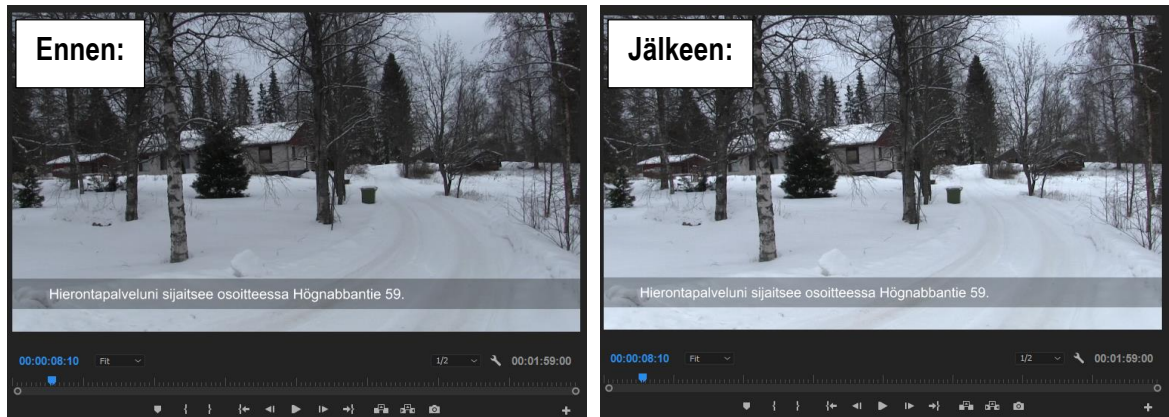 Ennen:
Hierontapalveluni sijaitsee osoitteessa Högnabbantie 59.
00:00:08:10 Fit 1/2 00:01:59:00
Jälkeen:
Hierontapalveluni sijaitsee osoitteessa Högnabbantie 59.
00:00:08:10 Fit 1/2 00:01:59:00